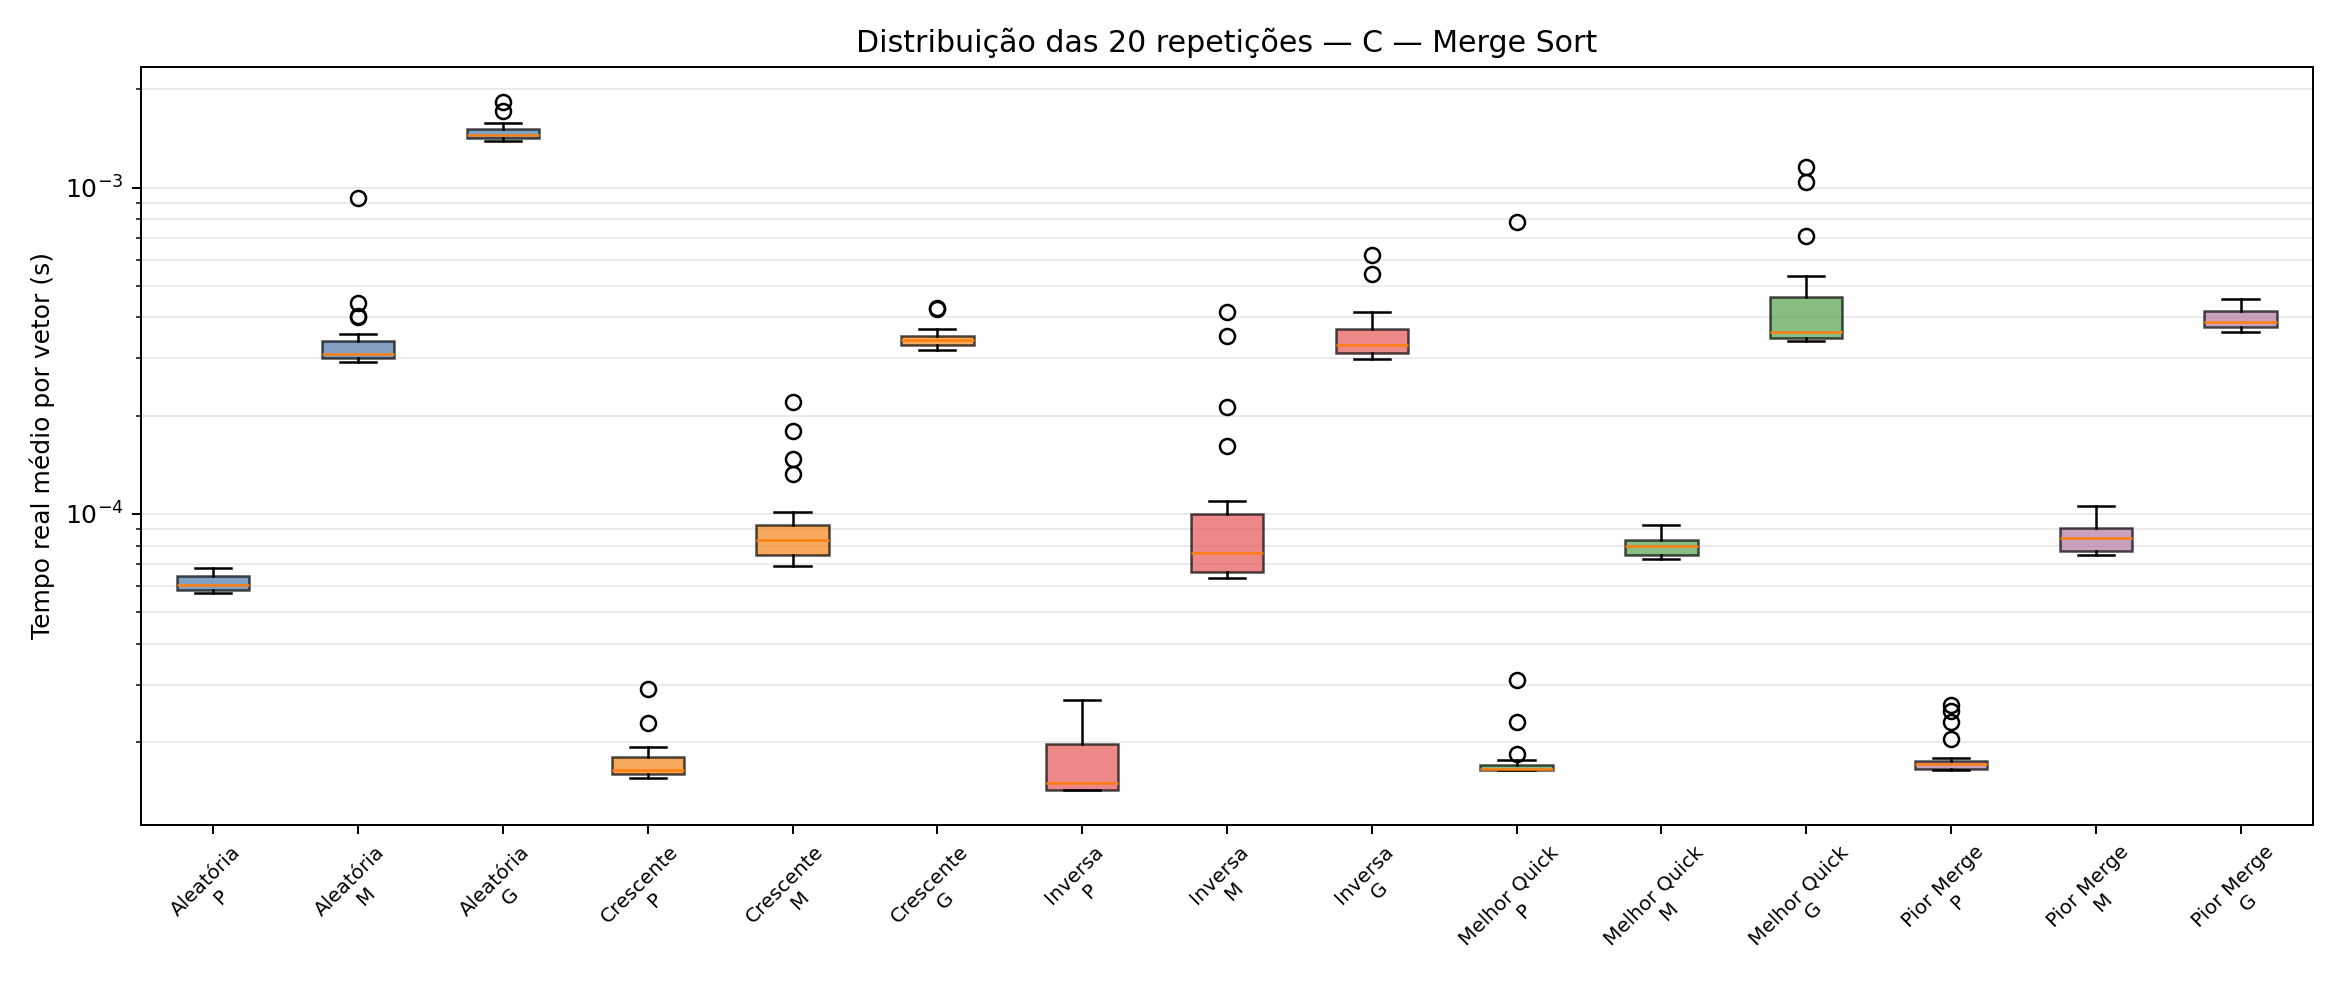 Distribuição das 20 repetições — C — Merge Sort
Tempo real médio por vetor (s)
10⁻³
10⁻⁴
Aleatória
P
Aleatória
M
Aleatória
G
Crescente
P
Crescente
M
Crescente
G
Inversa
P
Inversa
M
Inversa
G
Melhor Quick
P
Melhor Quick
M
Melhor Quick
G
Pior Merge
P
Pior Merge
M
Pior Merge
G